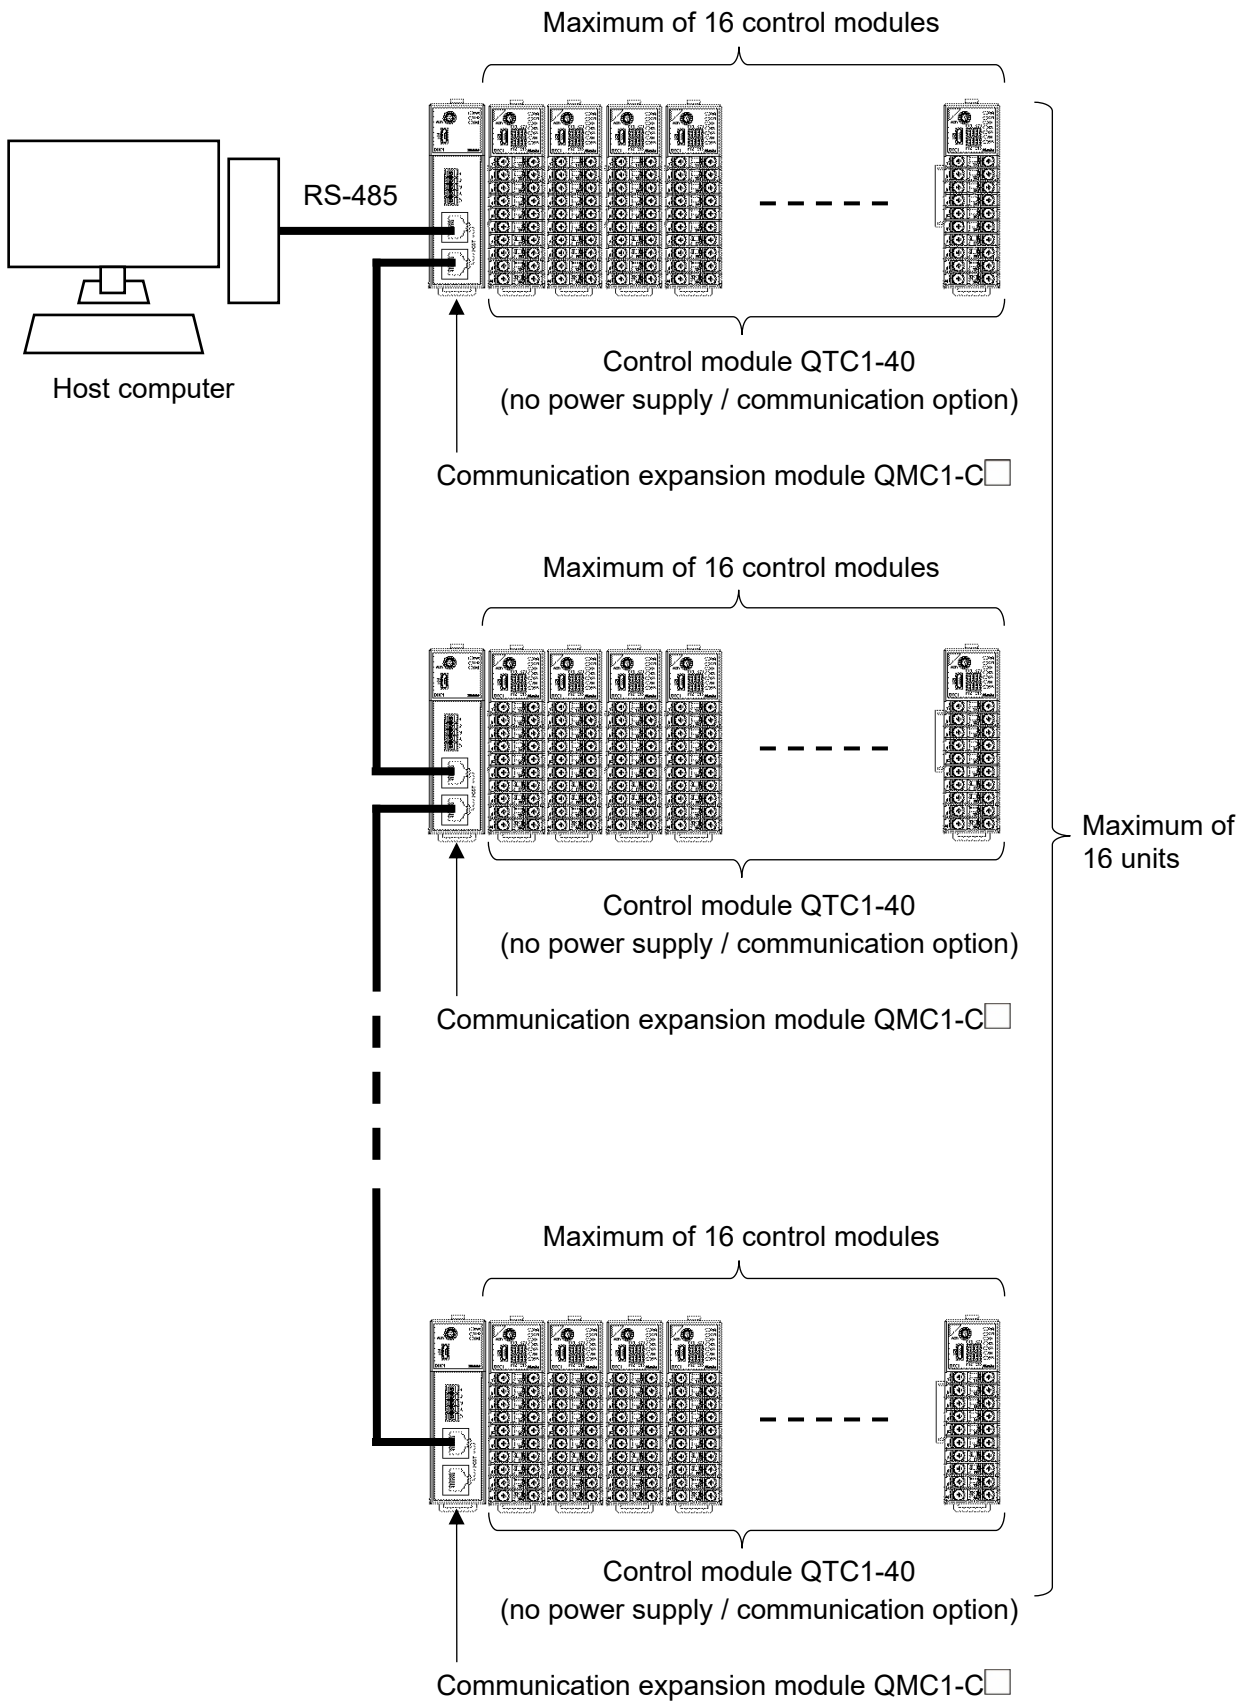 Maximum of 16 control modules
RS-485
Host computer
Control module QTC1-40
(no power supply / communication option)
Communication expansion module QMC1-C□
Maximum of 16 control modules
Maximum of
16 units
Control module QTC1-40
(no power supply / communication option)
Communication expansion module QMC1-C□
Maximum of 16 control modules
Control module QTC1-40
(no power supply / communication option)
Communication expansion module QMC1-C□